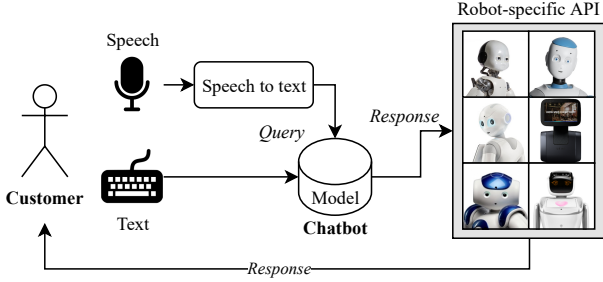 Robot-specific API
Speech
Speech to text
Query
Response
Model
Customer
Text
Chatbot
Response